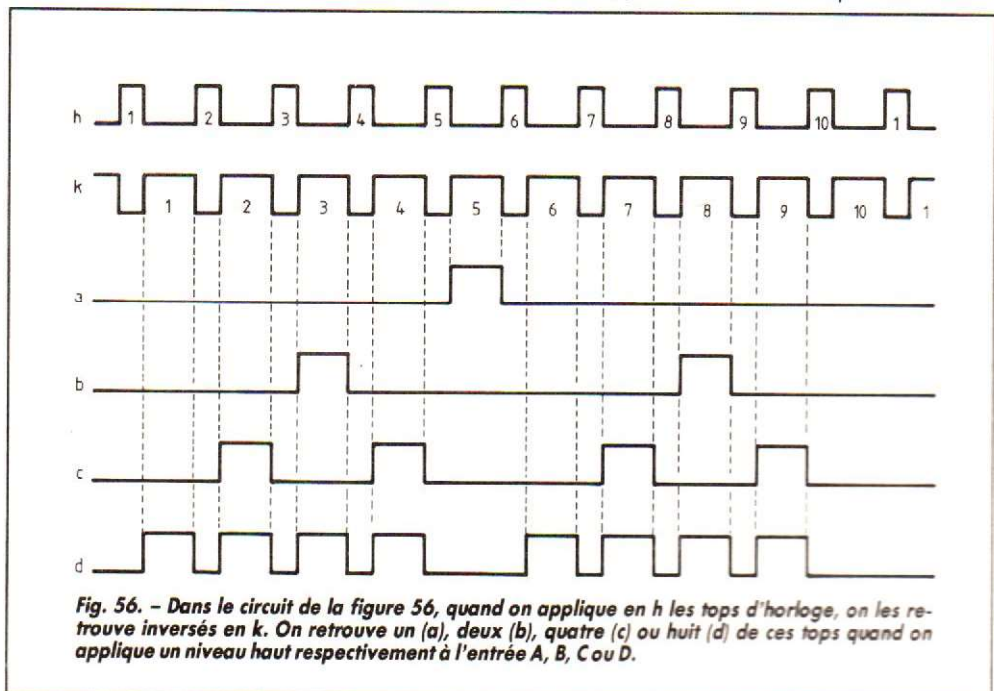 h 1 2 3 4 5 6 7 8 9 10 1
k 1 2 3 4 5 6 7 8 9 10 1
a
b
c
d
Fig. 56. – Dans le circuit de la figure 56, quand on applique en h les tops d'horloge, on les re-
trouve inversés en k. On retrouve un (a), deux (b), quatre (c) ou huit (d) de ces tops quand on
applique un niveau haut respectivement à l'entrée A, B, C ou D.